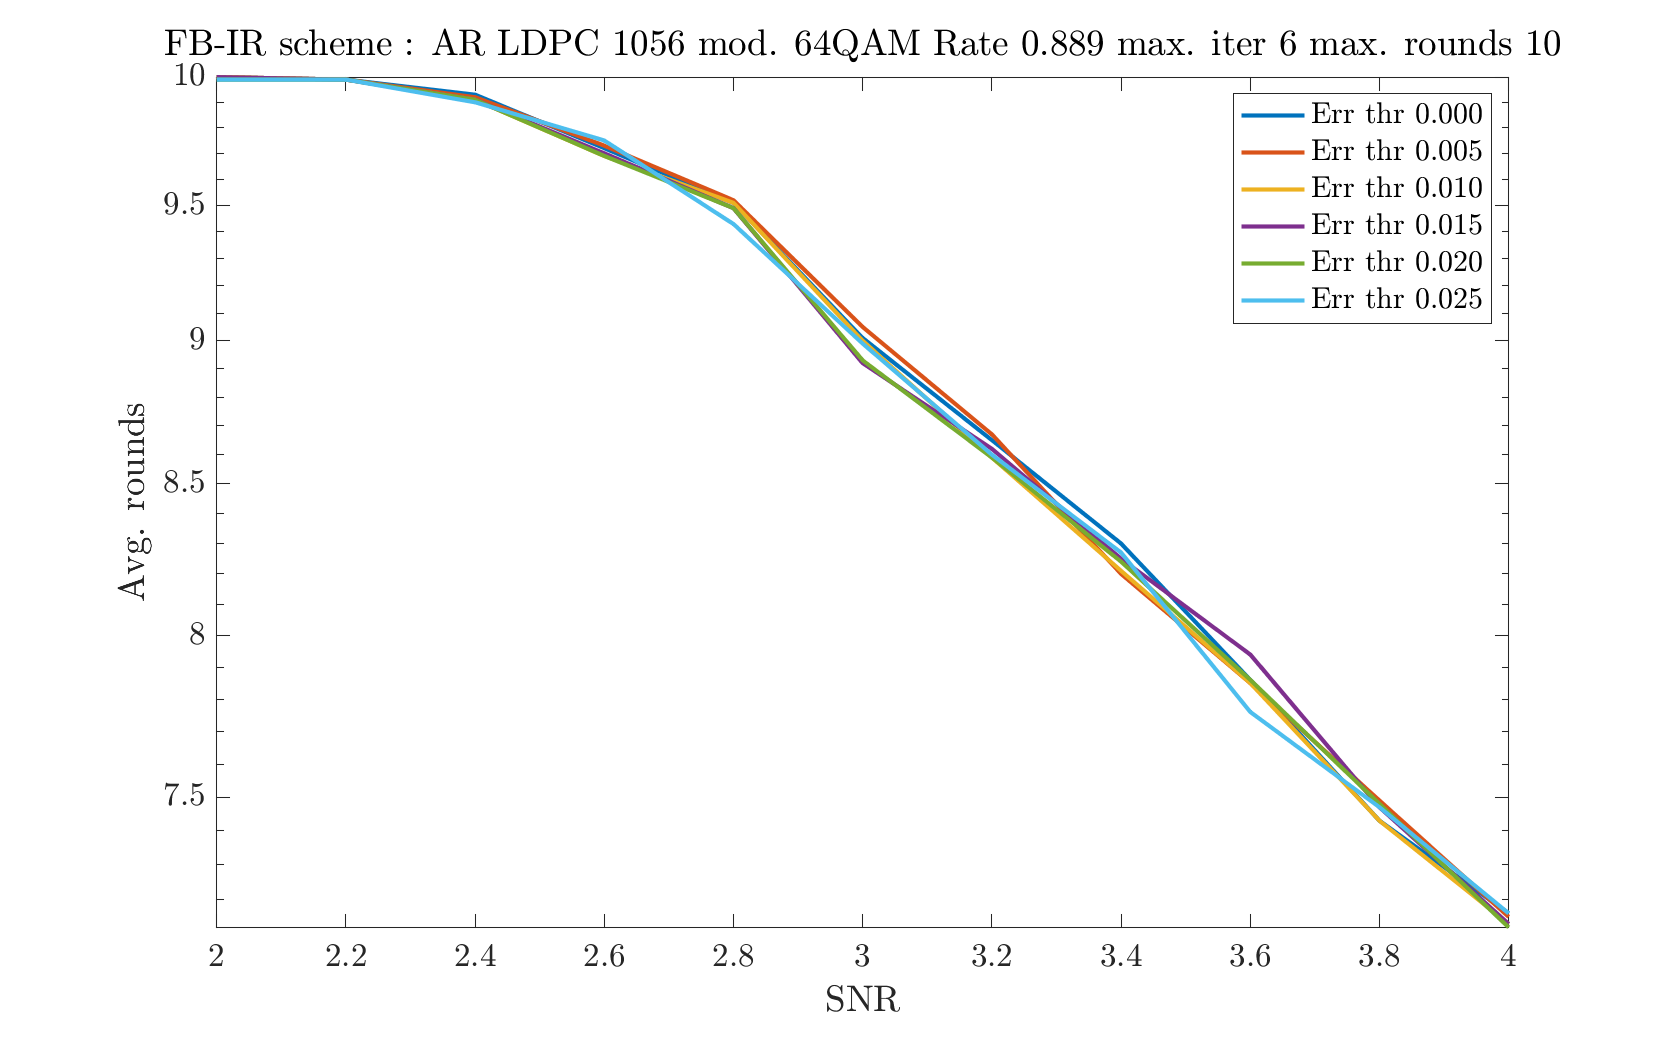 FB-IR scheme : AR LDPC 1056 mod. 64QAM Rate 0.889 max. iter 6 max. rounds 10
10
9.5
9
8.5
8
7.5
Avg. rounds
Err thr 0.000
Err thr 0.005
Err thr 0.010
Err thr 0.015
Err thr 0.020
Err thr 0.025
2 2.2 2.4 2.6 2.8 3 3.2 3.4 3.6 3.8 4
SNR